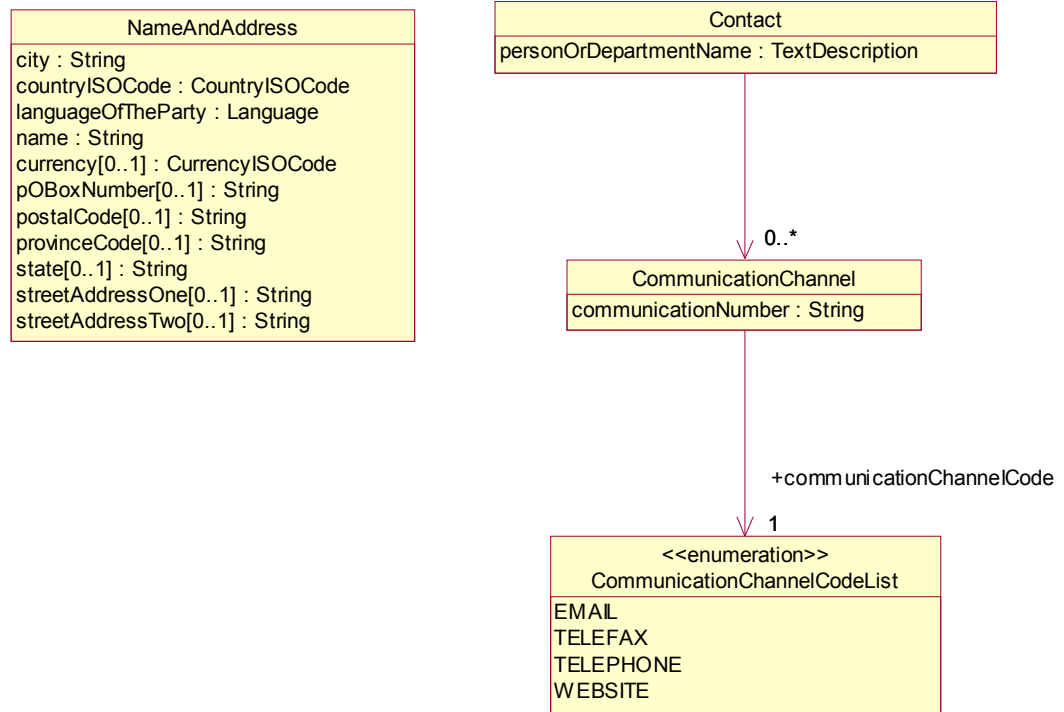 NameAndAddress
city : String
countryISOCode : CountryISOCode
languageOfTheParty : Language
name : String
currency[0..1] : CurrencyISOCode
pOBoxNumber[0..1] : String
postalCode[0..1] : String
provinceCode[0..1] : String
state[0..1] : String
streetAddressOne[0..1] : String
streetAddressTwo[0..1] : String
Contact
personOrDepartmentName : TextDescription
0..*
CommunicationChannel
communicationNumber : String
+communicationChannelCode
1
<<enumeration>>
CommunicationChannelCodeList
EMAIL
TELEFAX
TELEPHONE
WEBSITE